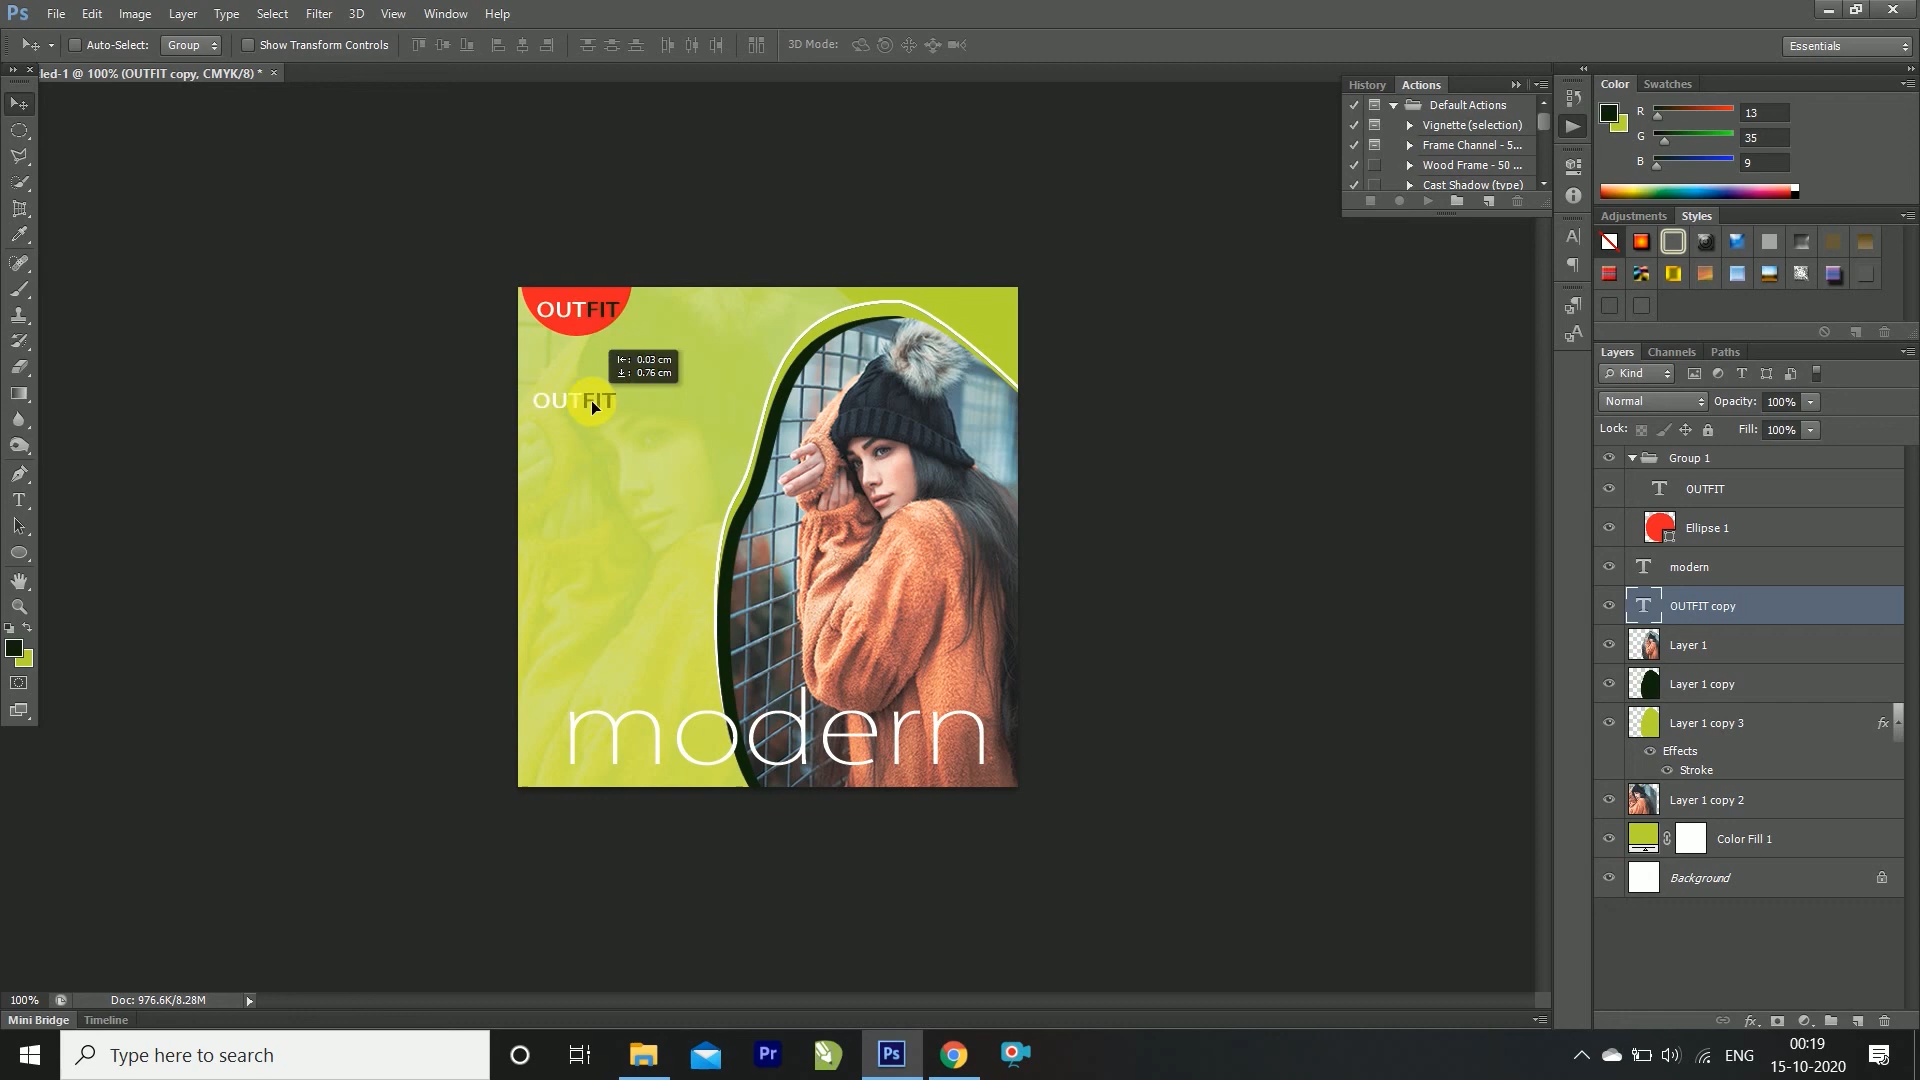 Ps File Edit Image Layer Type Select Filter 3D View Window Help
Auto-Select: Group Show Transform Controls 3D Mode: Essentials
led-1 @ 100% (OUTFIT copy, CMYK/8) * ×
History Actions
Default Actions
Vignette (selection)
Frame Channel - 5...
Wood Frame - 50 ...
Cast Shadow (type)
Color Swatches
R 13
G 35
B 9
Adjustments Styles
OUTFIT
0.03 cm
0.76 cm
OUTFIT
modern
Layers Channels Paths
Kind
Normal Opacity: 100%
Lock: Fill: 100%
Group 1
OUTFIT
Ellipse 1
modern
OUTFIT copy
Layer 1
Layer 1 copy
Layer 1 copy 3 fx
Effects
Stroke
Layer 1 copy 2
Color Fill 1
Background
100% Doc: 976.6K/8.28M
Mini Bridge Timeline
Type here to search
Pr Ps
ENG
00:19
15-10-2020